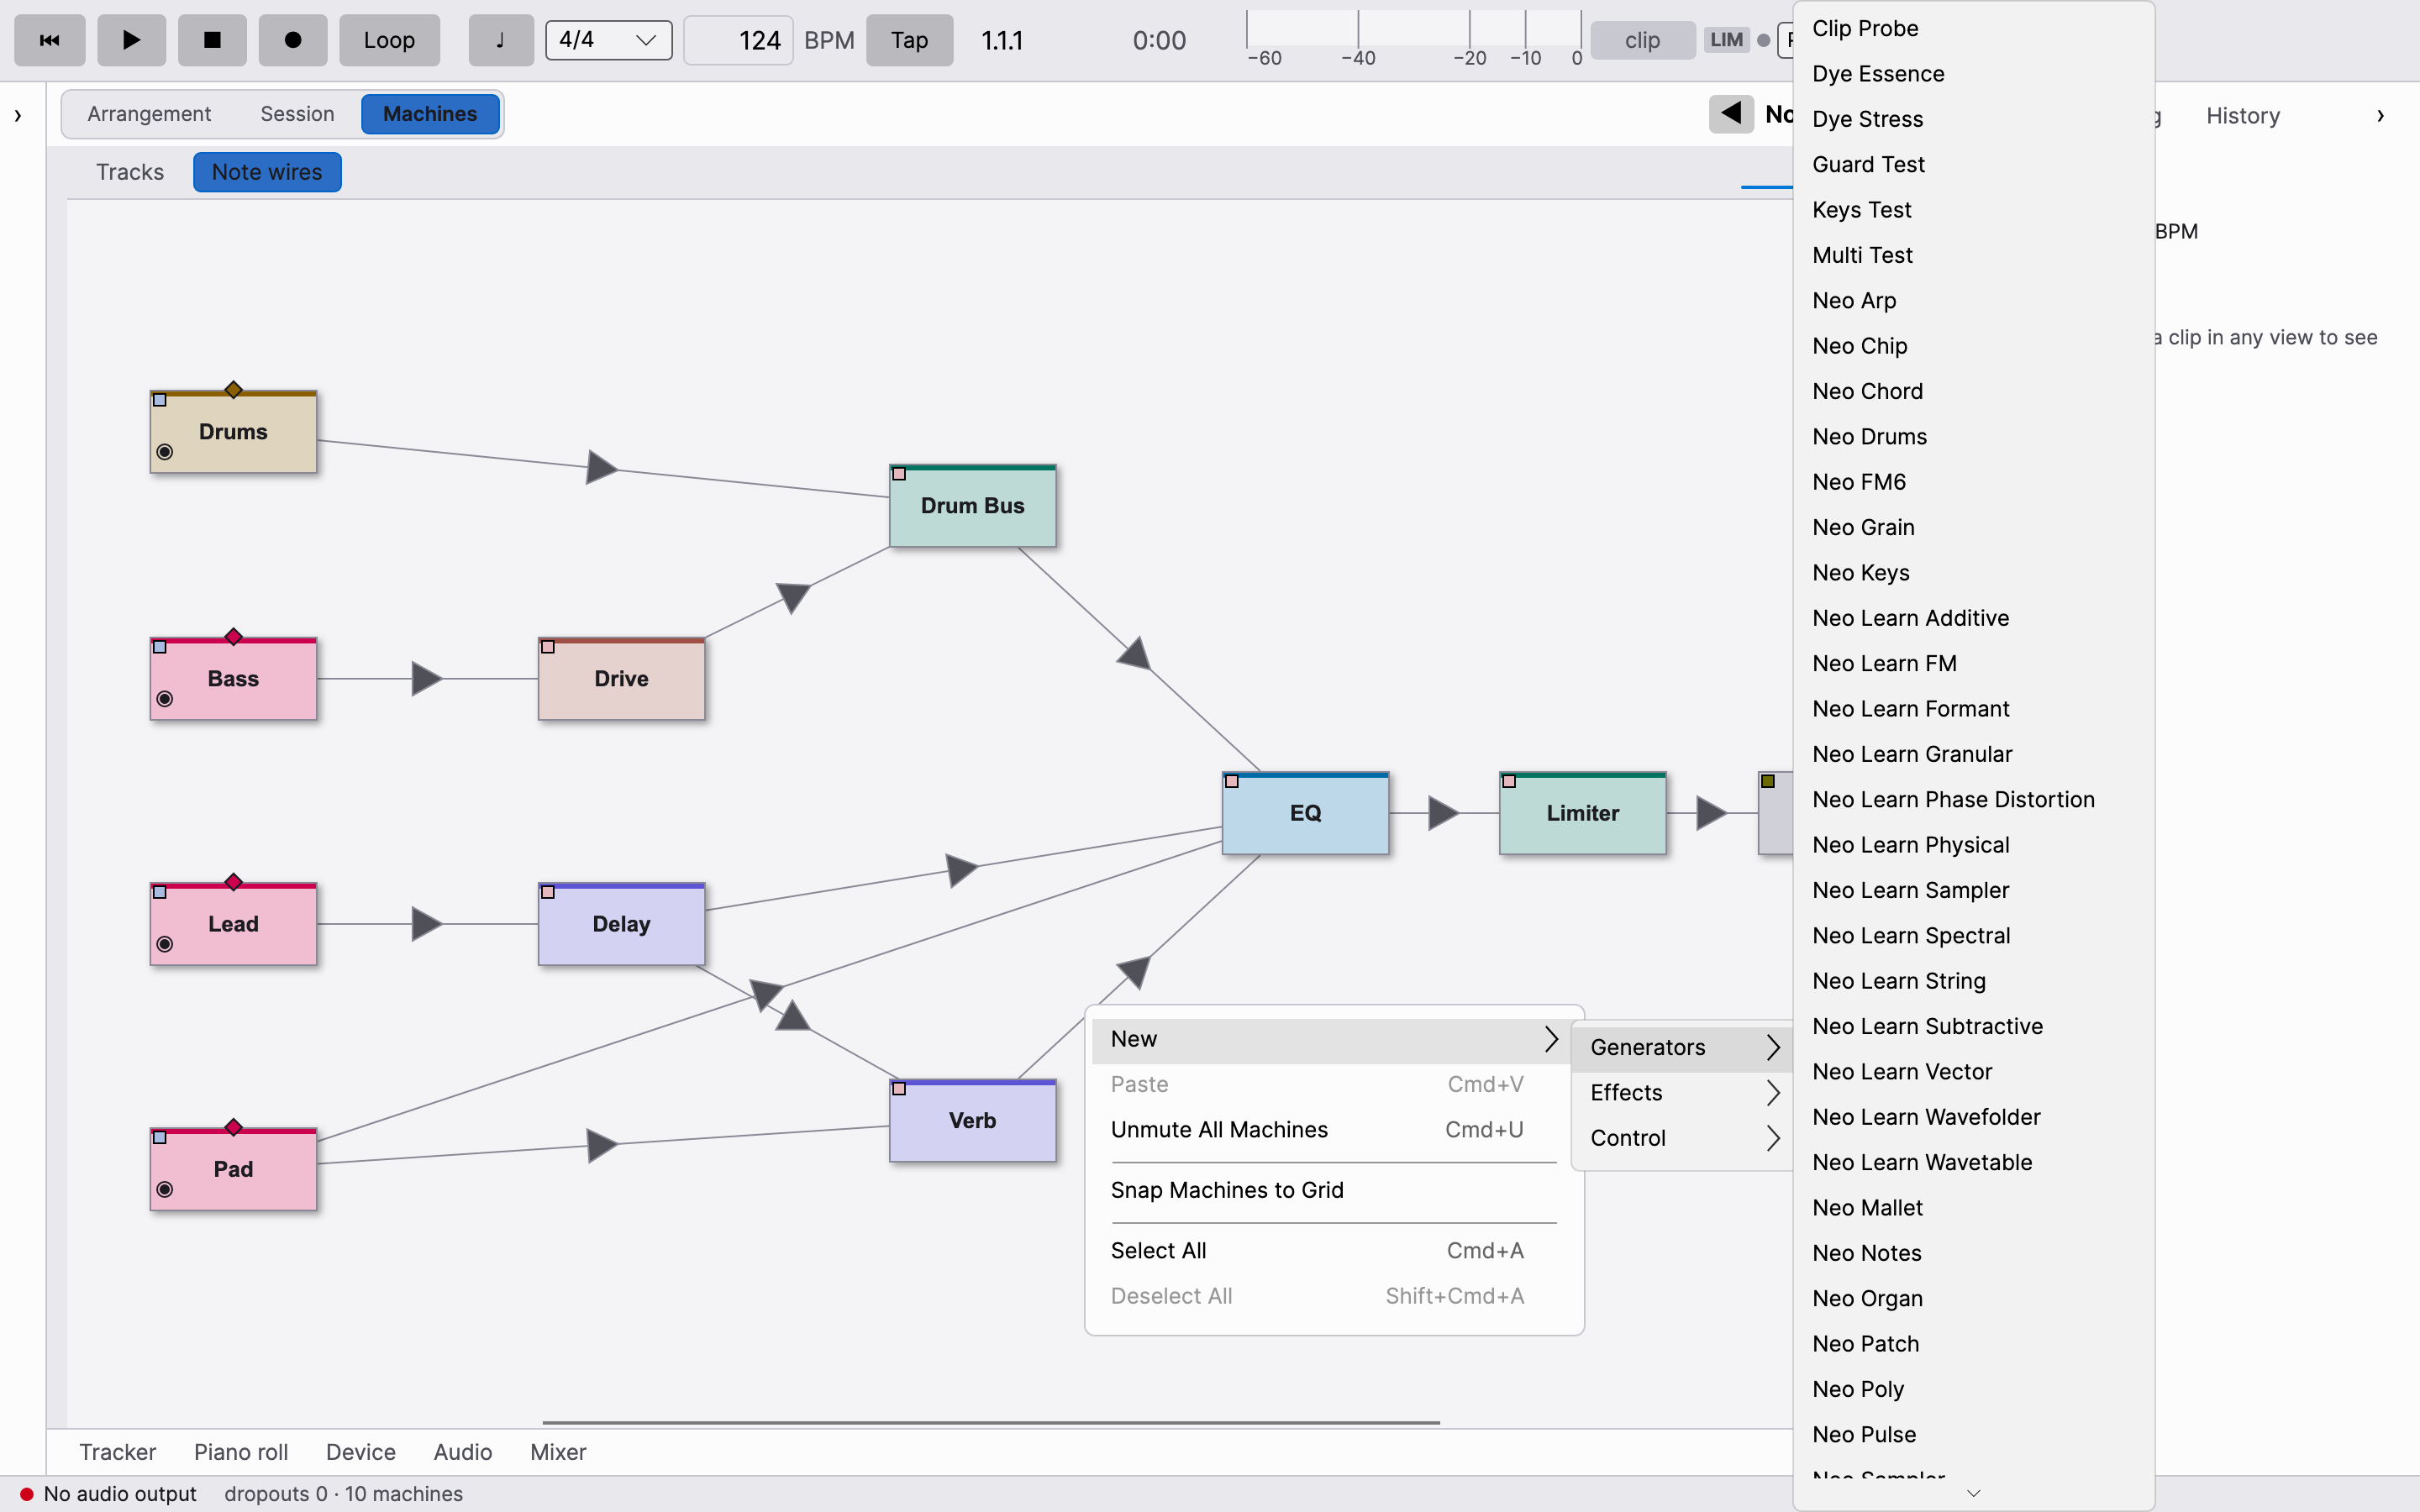 Loop
4/4
124 BPM
Tap
1.1.1
0:00
−60 −40 −20 −10 0
clip
LIM
Arrangement
Session
Machines
History
Tracks
Note wires
BPM
a clip in any view to see
Drums
Drum Bus
Bass
Drive
EQ
Limiter
Lead
Delay
Pad
Verb
New
Paste Cmd+V
Unmute All Machines Cmd+U
Snap Machines to Grid
Select All Cmd+A
Deselect All Shift+Cmd+A
Generators
Effects
Control
Clip Probe
Dye Essence
Dye Stress
Guard Test
Keys Test
Multi Test
Neo Arp
Neo Chip
Neo Chord
Neo Drums
Neo FM6
Neo Grain
Neo Keys
Neo Learn Additive
Neo Learn FM
Neo Learn Formant
Neo Learn Granular
Neo Learn Phase Distortion
Neo Learn Physical
Neo Learn Sampler
Neo Learn Spectral
Neo Learn String
Neo Learn Subtractive
Neo Learn Vector
Neo Learn Wavefolder
Neo Learn Wavetable
Neo Mallet
Neo Notes
Neo Organ
Neo Patch
Neo Poly
Neo Pulse
Neo Sampler
Tracker
Piano roll
Device
Audio
Mixer
No audio output
dropouts 0 · 10 machines